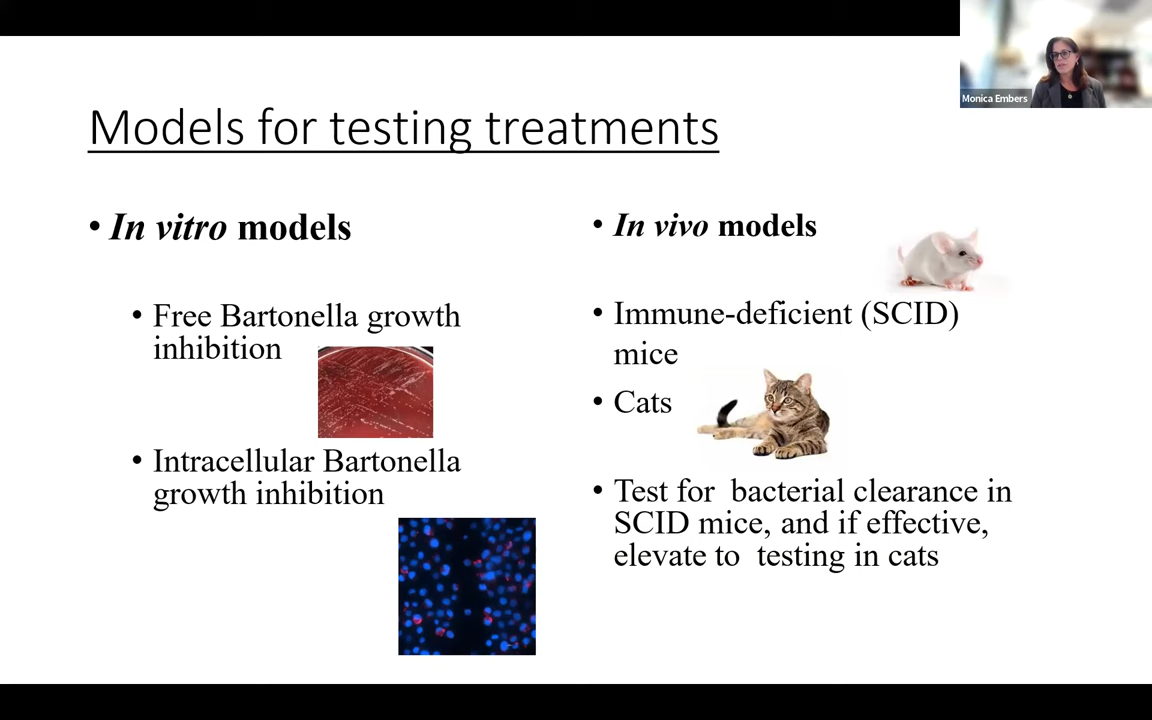 Monica Embers
Models for testing treatments
• In vitro models
• Free Bartonella growth
inhibition
• Intracellular Bartonella
growth inhibition
• In vivo models
• Immune-deficient (SCID)
mice
• Cats
• Test for  bacterial clearance in
SCID mice, and if effective,
elevate to  testing in cats